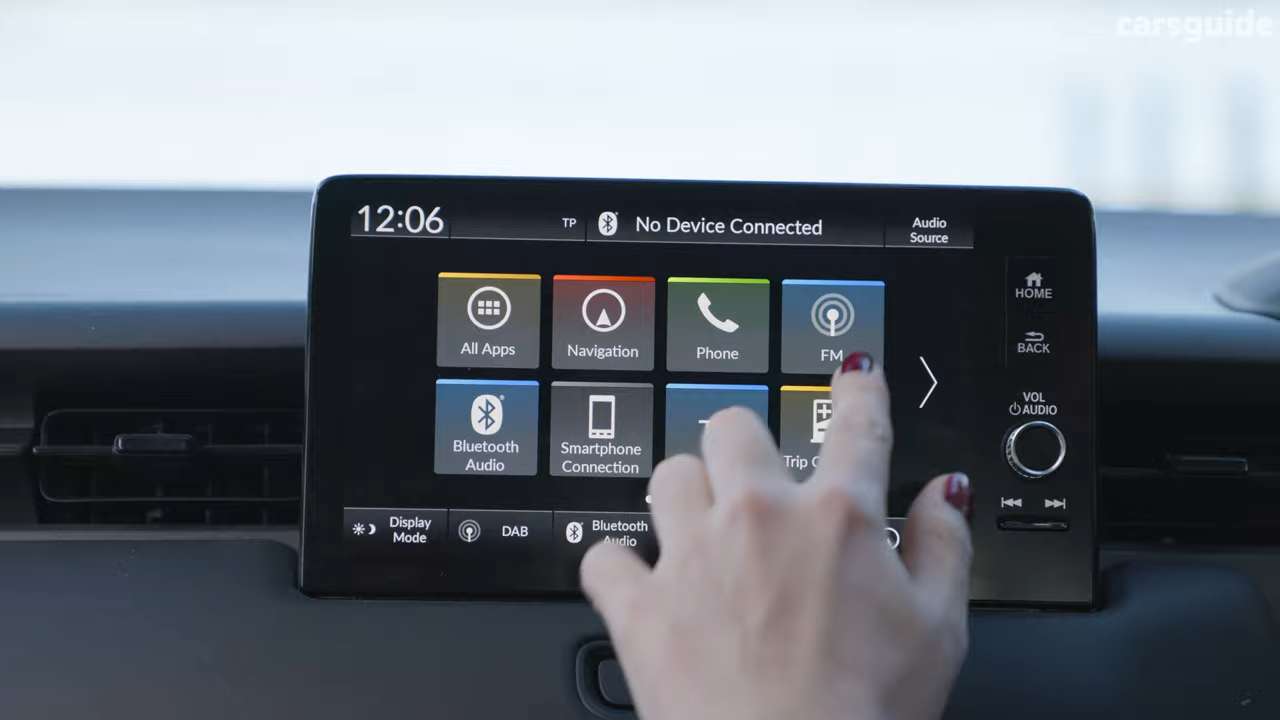 carsguide
12:06
TP
No Device Connected
Audio
Source
All Apps
Navigation
Phone
FM
HOME
BACK
Bluetooth
Audio
Smartphone
Connection
Trip
VOL
AUDIO
Display
Mode
DAB
Bluetooth
Audio